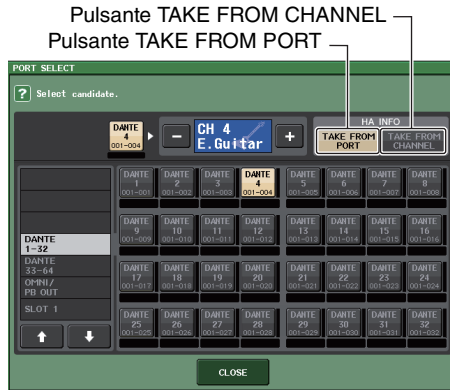 Pulsante TAKE FROM CHANNEL
Pulsante TAKE FROM PORT
PORT SELECT
? Select candidate.
HA INFO
DANTE
4
001-004
−
CH 4
E.Guitar
+
TAKE FROM
PORT
TAKE FROM
CHANNEL
DANTE
1-32
DANTE
33-64
OMNI/
PB OUT
SLOT 1
DANTE DANTE DANTE DANTE DANTE DANTE DANTE DANTE
1 2 3 4 5 6 7 8
001-001 001-002 001-003 001-004 001-005 001-006 001-007 001-008
DANTE DANTE DANTE DANTE DANTE DANTE DANTE DANTE
9 10 11 12 13 14 15 16
001-009 001-010 001-011 001-012 001-013 001-014 001-015 001-016
DANTE DANTE DANTE DANTE DANTE DANTE DANTE DANTE
17 18 19 20 21 22 23 24
001-017 001-018 001-019 001-020 001-021 001-022 001-023 001-024
DANTE DANTE DANTE DANTE DANTE DANTE DANTE DANTE
25 26 27 28 29 30 31 32
001-025 001-026 001-027 001-028 001-029 001-030 001-031 001-032
CLOSE